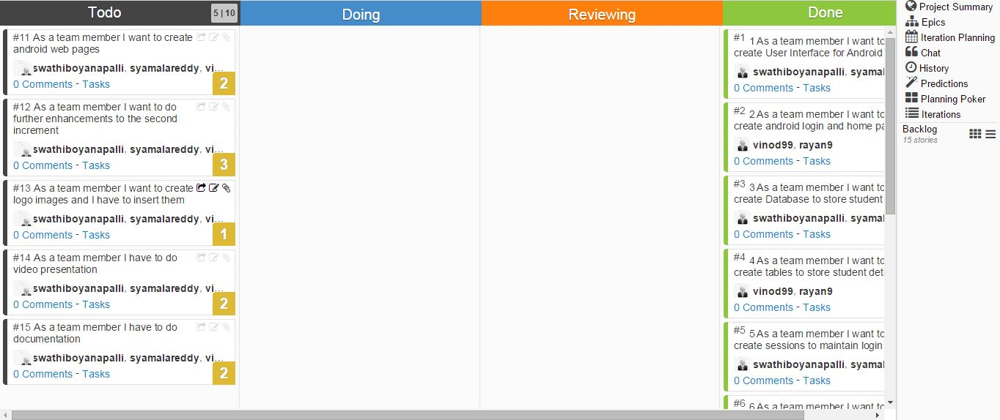 Todo
5 | 10
#11 As a team member I want to create
android web pages
swathiboyanapalli, syamalareddy, vi...
2
0 Comments - Tasks
#12 As a team member I want to do
further enhancements to the second
increment
swathiboyanapalli, syamalareddy, vi...
3
0 Comments - Tasks
#13 As a team member I want to create
logo images and I have to insert them
swathiboyanapalli, syamalareddy, vi...
1
0 Comments - Tasks
#14 As a team member I have to do
video presentation
swathiboyanapalli, syamalareddy, vi...
2
0 Comments - Tasks
#15 As a team member I have to do
documentation
swathiboyanapalli, syamalareddy, vi...
2
0 Comments - Tasks
Doing
Reviewing
Done
#1 1 As a team member I want to
create User Interface for Android
swathiboyanapalli, syamal
0 Comments - Tasks
#2 2 As a team member I want to
create android login and home pa
vinod99, rayan9
0 Comments - Tasks
#3 3 As a team member I want to
create Database to store student
swathiboyanapalli, syamal
0 Comments - Tasks
#4 4 As a team member I want to
create tables to store student det
vinod99, rayan9
0 Comments - Tasks
#5 5 As a team member I want to
create sessions to maintain login
swathiboyanapalli, syamal
0 Comments - Tasks
#6 6 As a team member I want to
Project Summary
Epics
Iteration Planning
Chat
History
Predictions
Planning Poker
Iterations
Backlog
15 stories